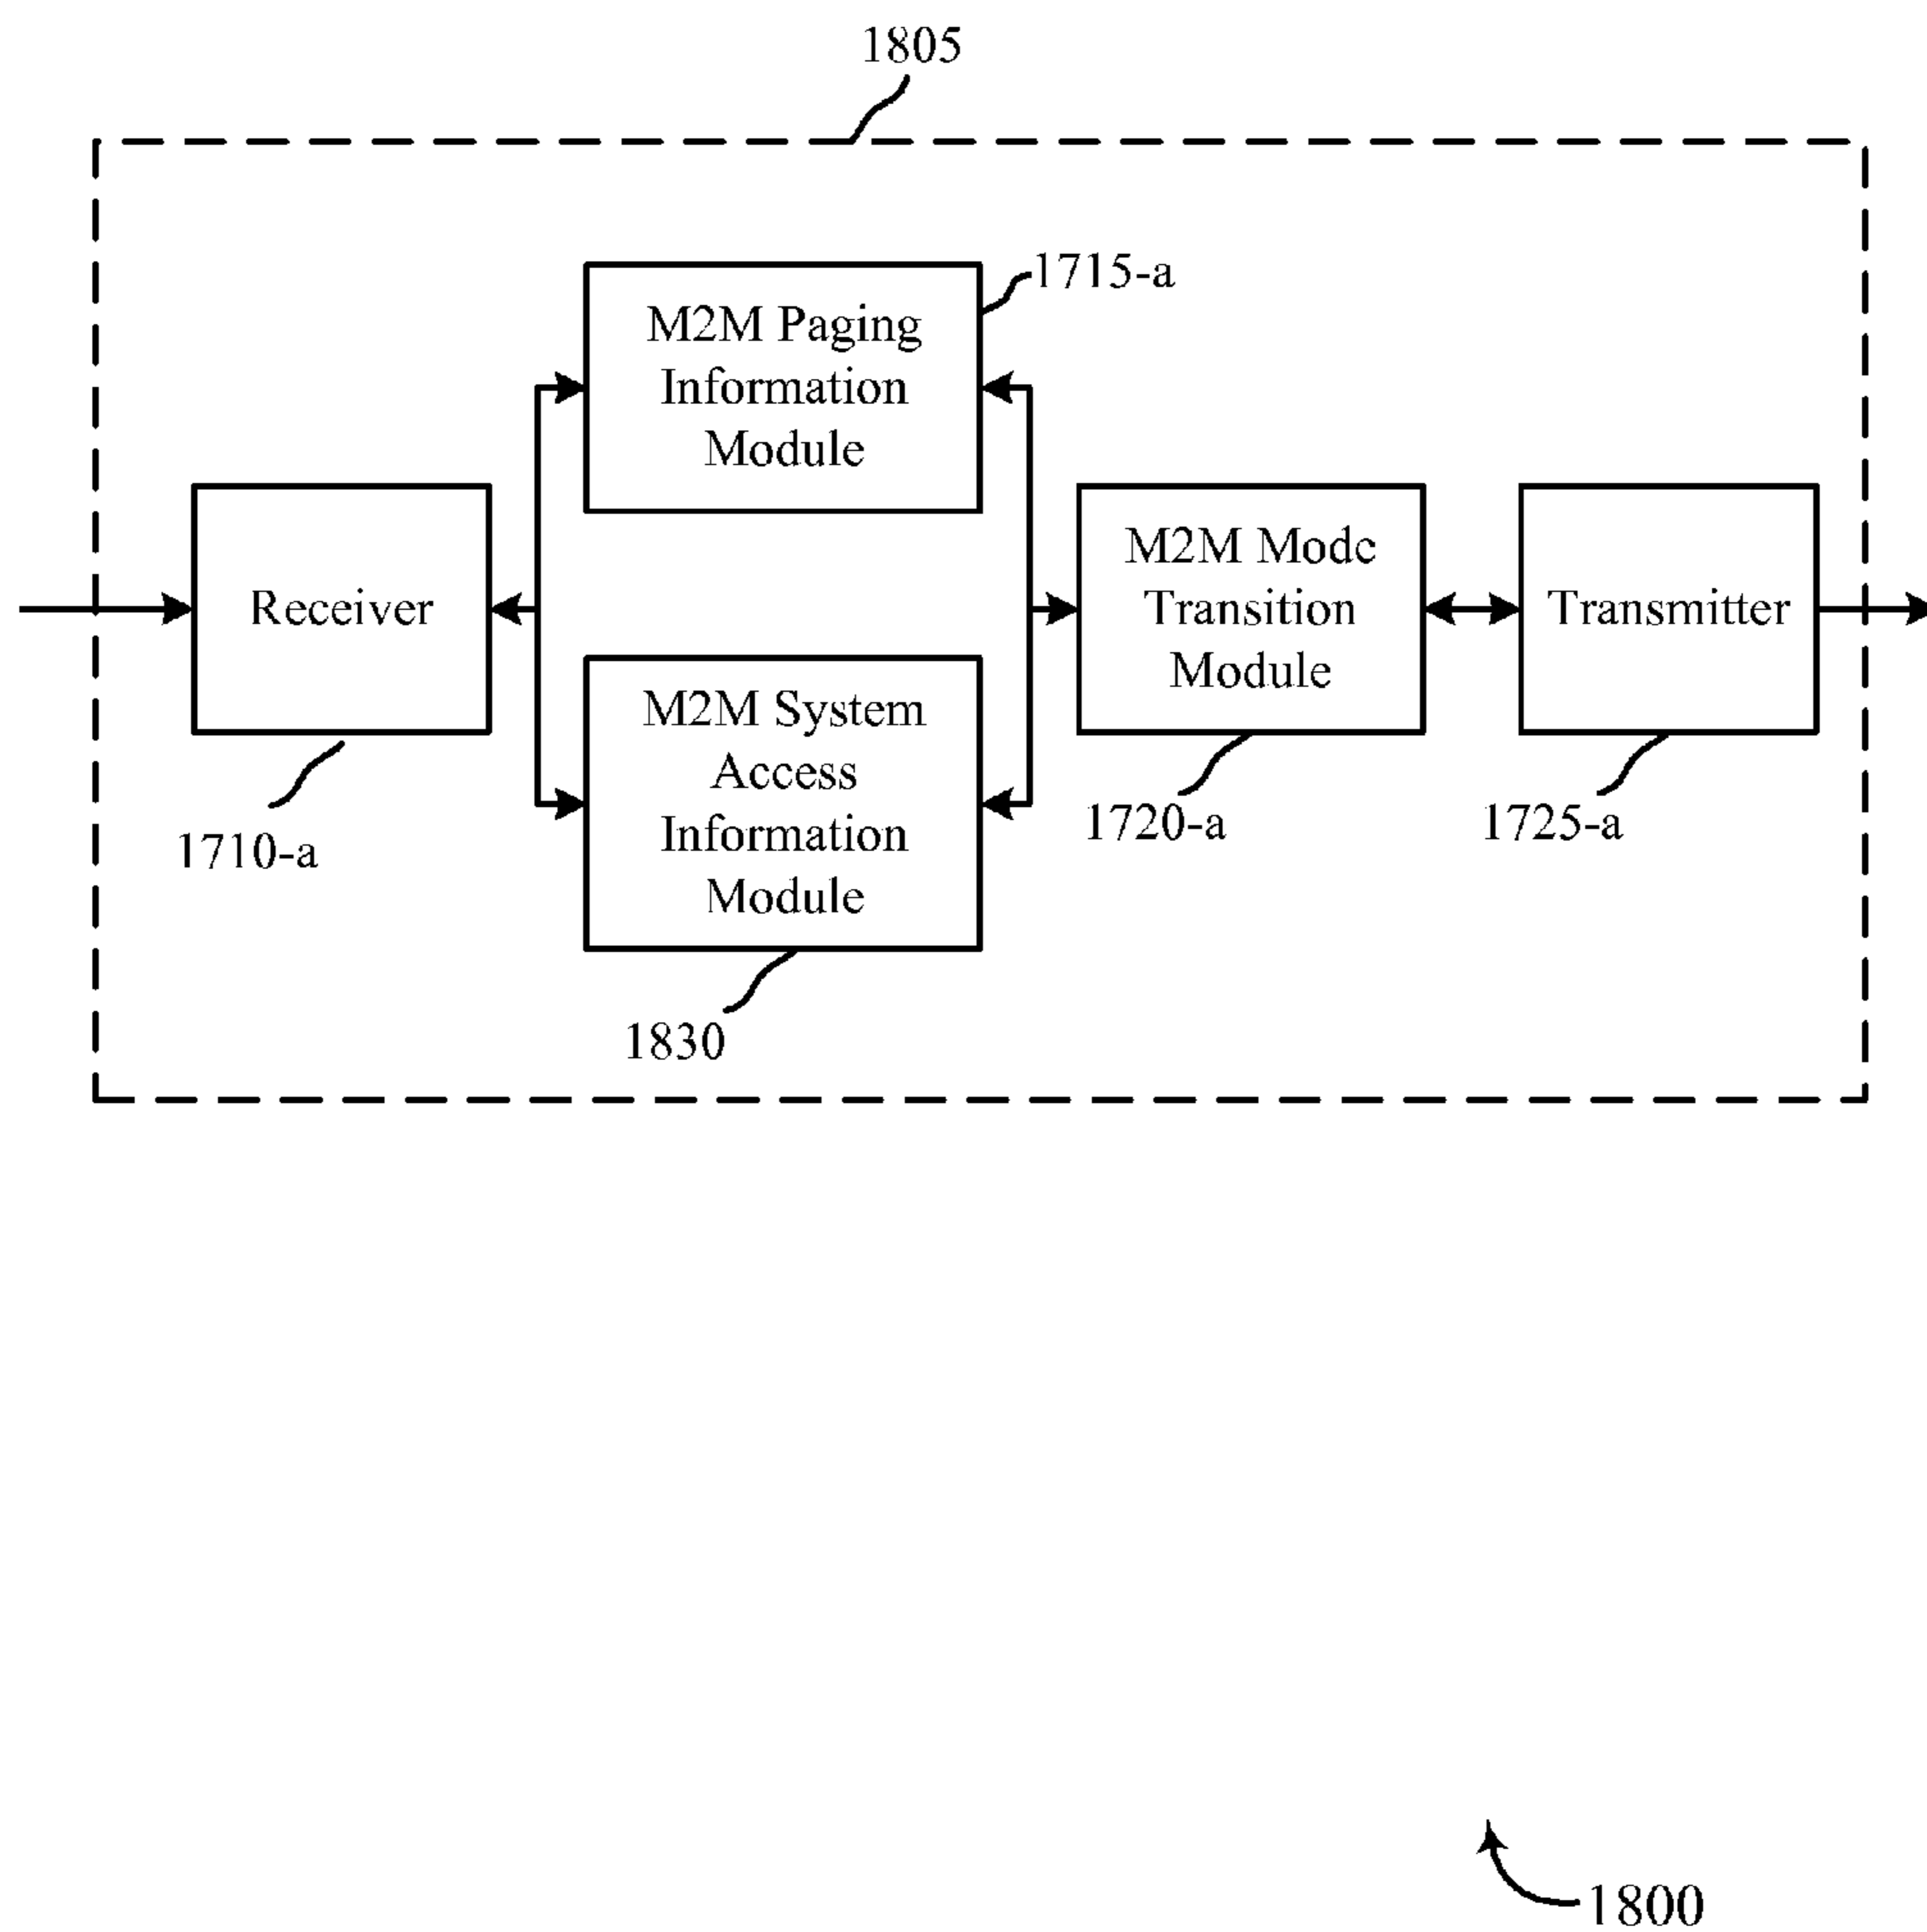 1805
1715-a
M2M Paging
Information
Module
Receiver
M2M Mode
Transition
Module
Transmitter
M2M System
Access
Information
Module
1710-a
1720-a
1725-a
1830
1800